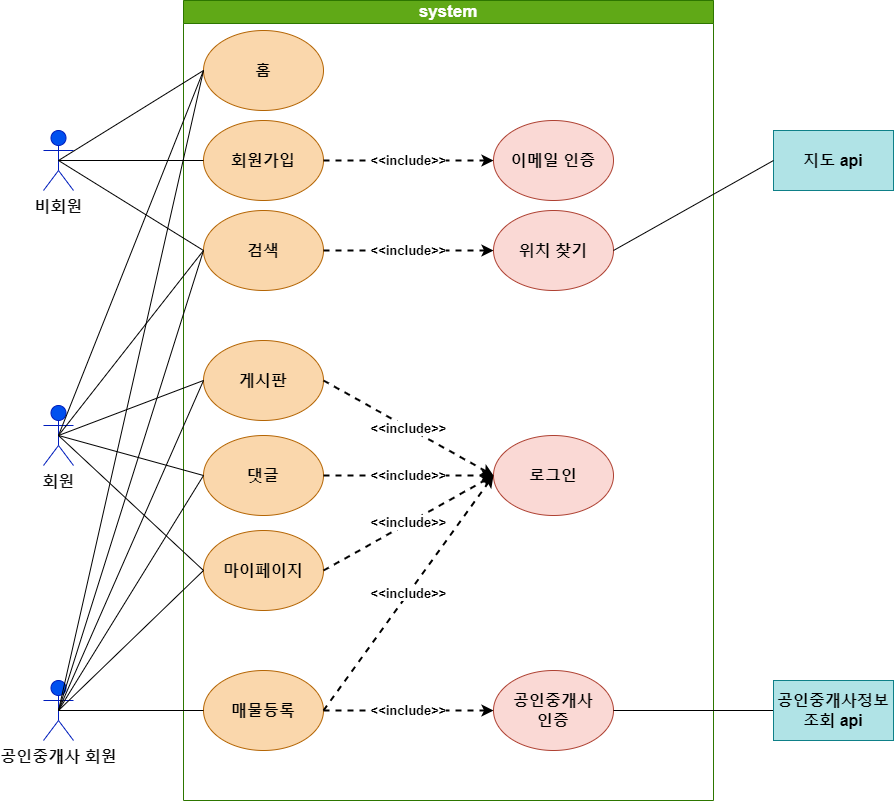 system
홈
비회원
회원가입
<<include>>
이메일 인증
지도 api
검색
<<include>>
위치 찾기
게시판
<<include>>
회원
댓글
<<include>>
로그인
<<include>>
마이페이지
<<include>>
공인중개사 회원
매물등록
<<include>>
공인중개사
인증
공인중개사정보
조회 api